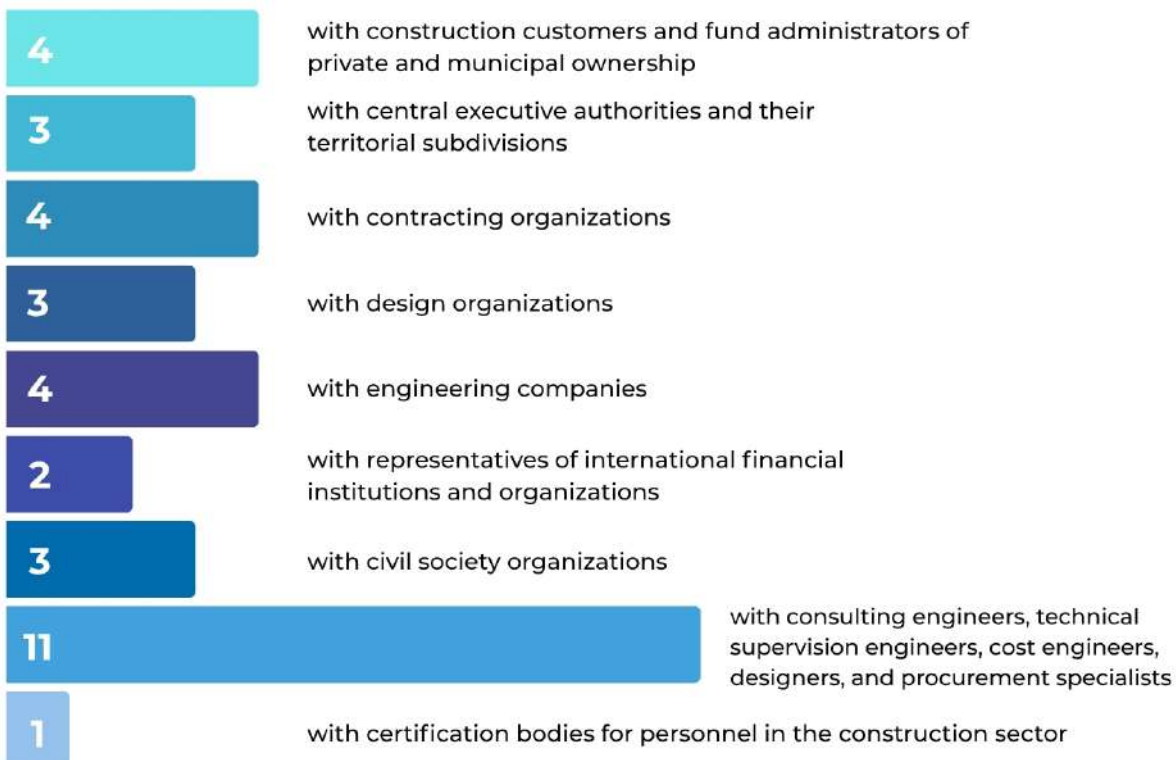 4
with construction customers and fund administrators of
private and municipal ownership
3
with central executive authorities and their
territorial subdivisions
4
with contracting organizations
3
with design organizations
4
with engineering companies
2
with representatives of international financial
institutions and organizations
3
with civil society organizations
11
with consulting engineers, technical
supervision engineers, cost engineers,
designers, and procurement specialists
1
with certification bodies for personnel in the construction sector